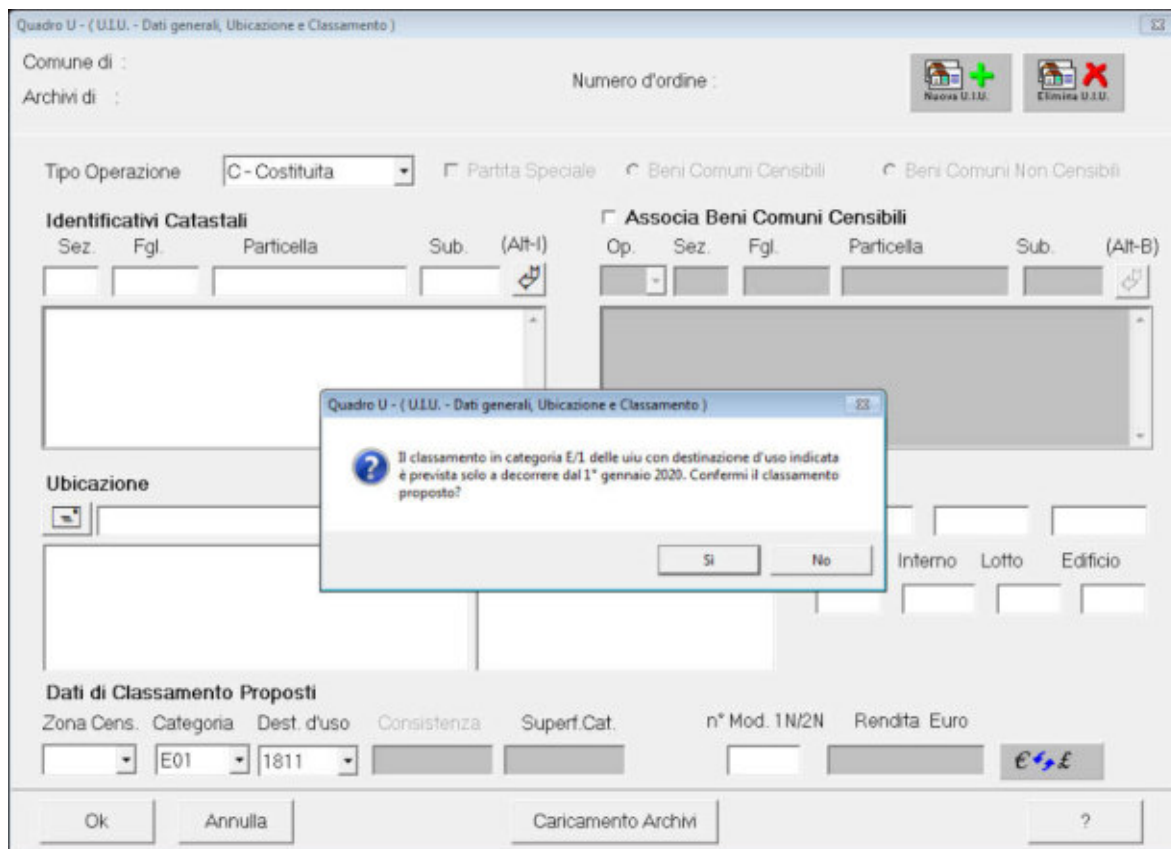 Quadro U - ( U.I.U. - Dati generali, Ubicazione e Classamento )
Comune di :
Archivi di :
Numero d'ordine :
Nuova U.I.U.
Elimina U.I.U.
Tipo Operazione C - Costituita Partita Speciale Beni Comuni Censibili Beni Comuni Non Censibili
Identificativi Catastali
Associa Beni Comuni Censibili
Sez. Fgl. Particella Sub. (Alt-I)
Op. Sez. Fgl. Particella Sub. (Alt-B)
Quadro U - ( U.I.U. - Dati generali, Ubicazione e Classamento )
Il classamento in categoria E/1 delle uiu con destinazione d'uso indicata
è prevista solo a decorrere dal 1° gennaio 2020. Confermi il classamento
proposto?
Si No
Ubicazione
Interno Lotto Edificio
Dati di Classamento Proposti
Zona Cens. Categoria Dest. d'uso Consistenza Superf.Cat. n° Mod. 1N/2N Rendita Euro
E01 1811 € £
Ok Annulla Caricamento Archivi ?